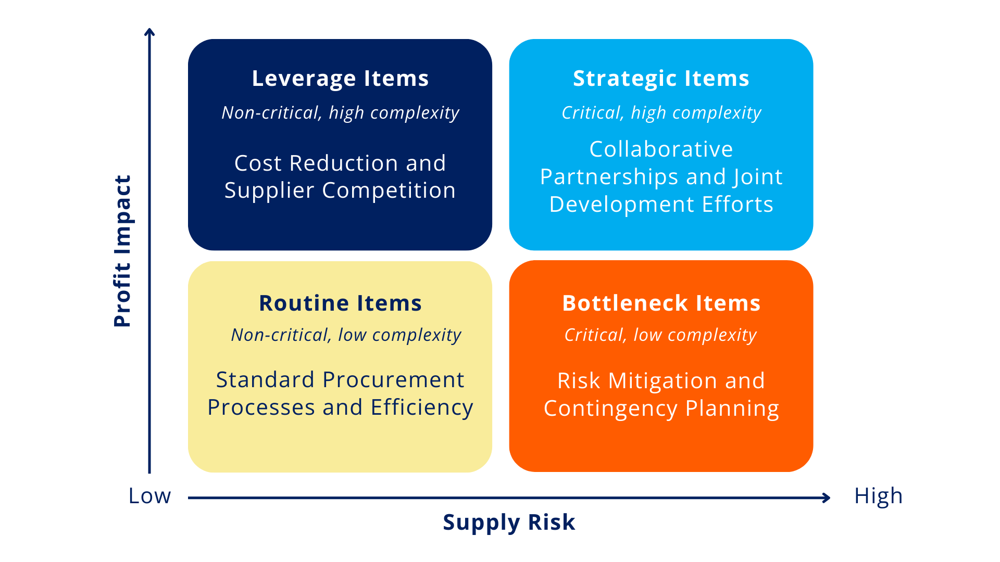 Profit Impact
Leverage Items
Non-critical, high complexity
Cost Reduction and
Supplier Competition
Strategic Items
Critical, high complexity
Collaborative
Partnerships and Joint
Development Efforts
Routine Items
Non-critical, low complexity
Standard Procurement
Processes and Efficiency
Bottleneck Items
Critical, low complexity
Risk Mitigation and
Contingency Planning
Low
High
Supply Risk